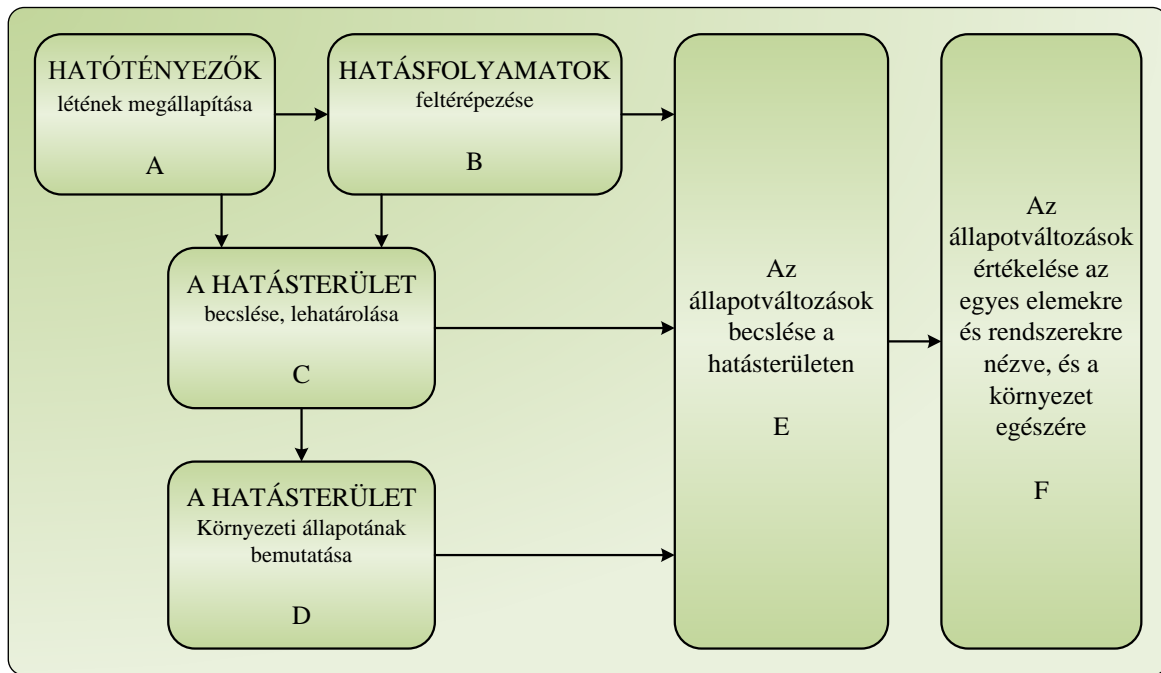 HATÓTÉNYEZŐK
létének megállapítása
A
HATÁSFOLYAMATOK
feltérépezése
B
A HATÁSTERÜLET
becslése, lehatárolása
C
A HATÁSTERÜLET
Környezeti állapotának
bemutatása
D
Az
állapotváltozások
becslése a
hatásterületen
E
Az
állapotváltozások
értékelése az
egyes elemekre
és rendszerekre
nézve, és a
környezet
egészére
F